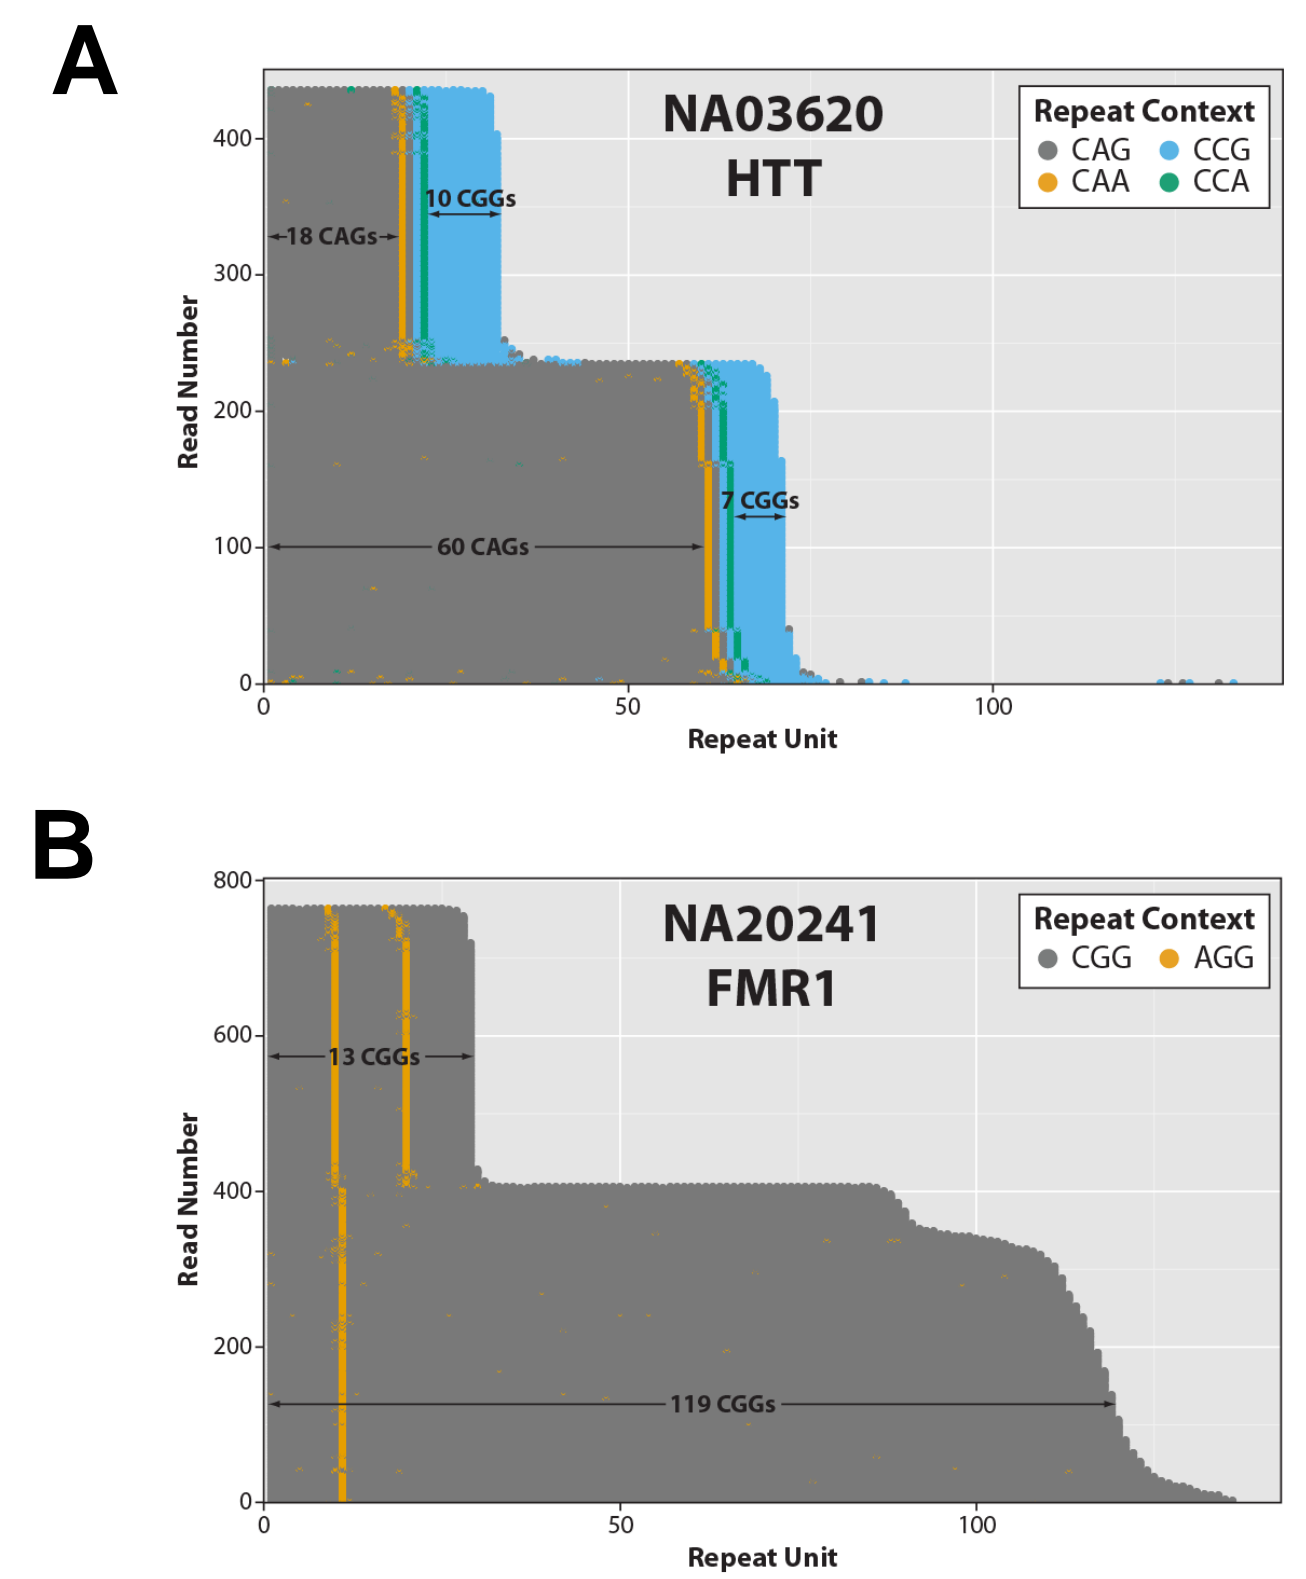 A
NA03620
HTT
Repeat Context
CAG CCG
CAA CCA
10 CGGs
18 CAGs
7 CGGs
60 CAGs
400
300
200
100
0
Read Number
0 50 100
Repeat Unit
B
NA20241
FMR1
Repeat Context
CGG AGG
13 CGGs
119 CGGs
800
600
400
200
0
Read Number
0 50 100
Repeat Unit